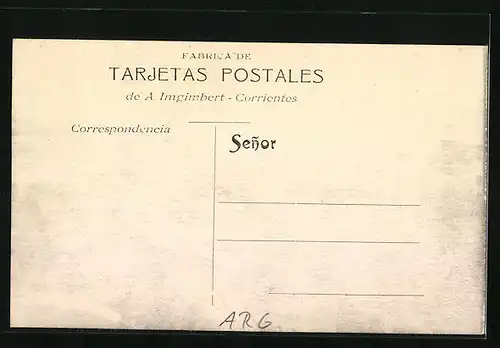 FABRICA DE
TARJETAS POSTALES
de A. Imgimbert - Corrientes
Correspondencia
Señor
ARG